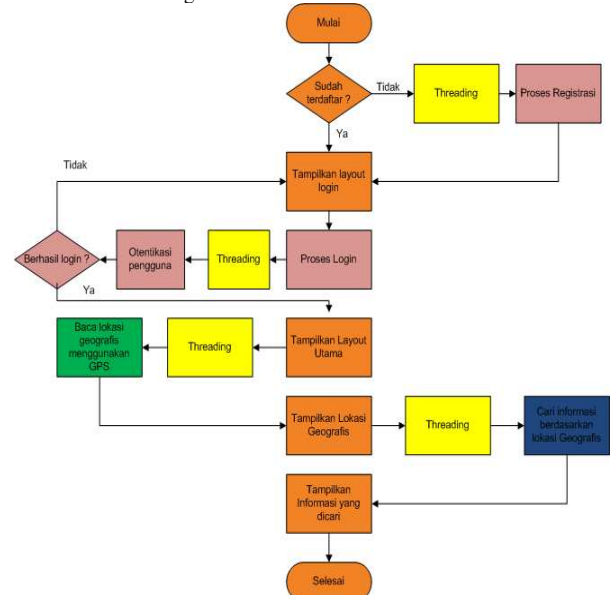 Mulai
Sudah
terdaftar ?
Tidak
Threading
Proses Registrasi
Ya
Tidak
Tampilkan layout
login
Berhasil login ?
Otentikasi
pengguna
Threading
Proses Login
Ya
Baca lokasi
geografis
menggunakan
GPS
Threading
Tampilkan Layout
Utama
Tampilkan Lokasi
Geografis
Threading
Cari informasi
berdasarkan
lokasi Geografis
Tampilkan
Informasi yang
dicari
Selesai